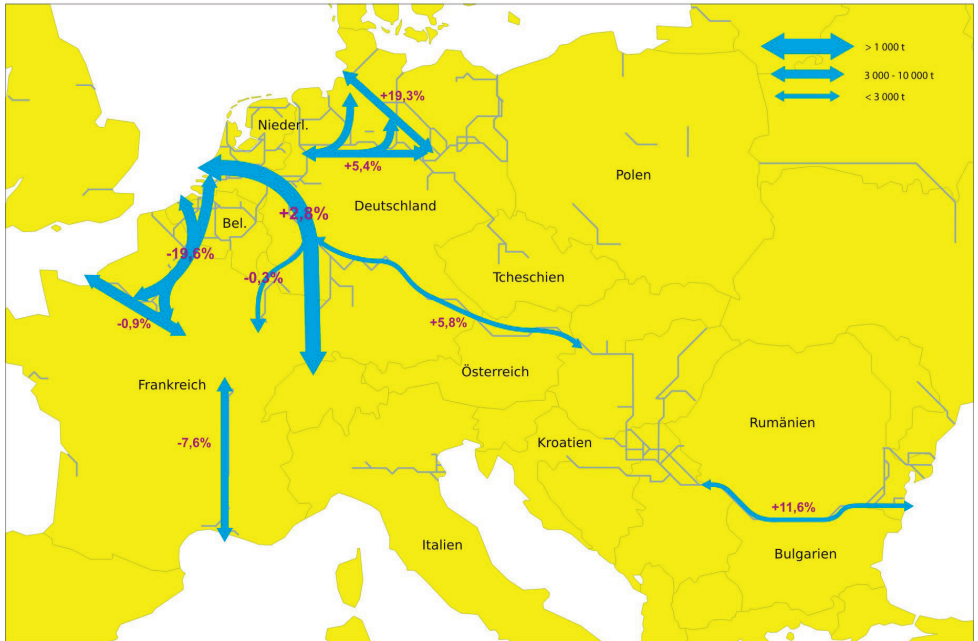 > 1 000 t
3 000 - 10 000 t
< 3 000 t
+19,3%
Niederl.
+5,4%
Polen
Deutschland
+2,8%
Bel.
-19,6%
-0,3%
Tcheschien
-0,9%
+5,8%
Österreich
Frankreich
Rumänien
-7,6%
Kroatien
+11,6%
Italien
Bulgarien